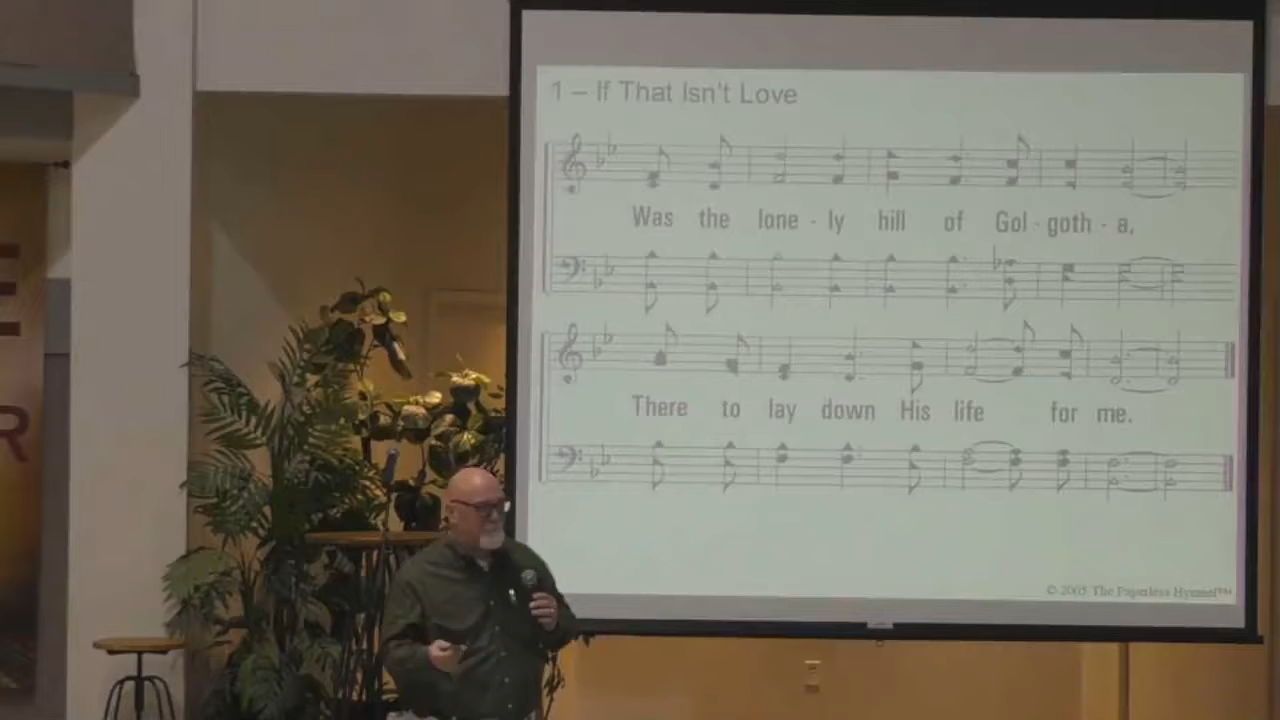 1 – If That Isn't Love
Was the lone - ly hill of Gol - goth - a,
There to lay down His life for me.
© 2005 The Paperless Hymnal™
E
R